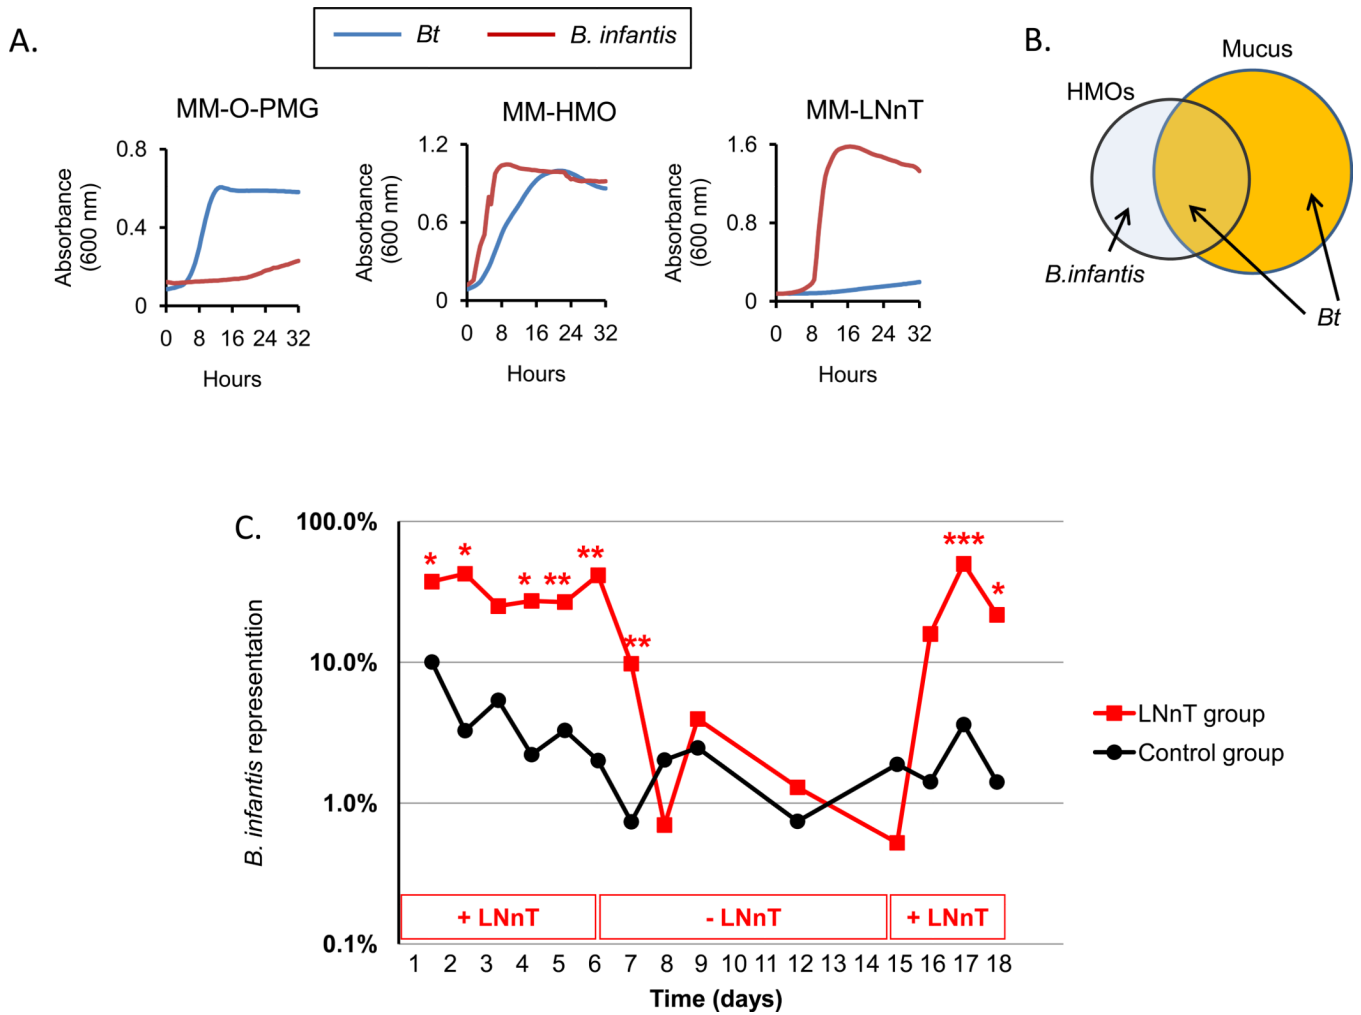 A.
Bt
B. infantis
B.
MM-O-PMG
MM-HMO
MM-LNnT
Absorbance
(600 nm)
0.8
0.4
0
0
8
16
24
32
Hours
Absorbance
(600 nm)
1.2
0.6
0
0
8
16
24
32
Hours
Absorbance
(600 nm)
1.6
0.8
0
0
8
16
24
32
Hours
Mucus
HMOs
B.infantis
Bt
C.
B. infantis representation
100.0%
10.0%
1.0%
0.1%
*
*
*
**
**
**
***
*
+ LNnT
- LNnT
+ LNnT
1 2 3 4 5 6 7 8 9 10 11 12 13 14 15 16 17 18
Time (days)
LNnT group
Control group